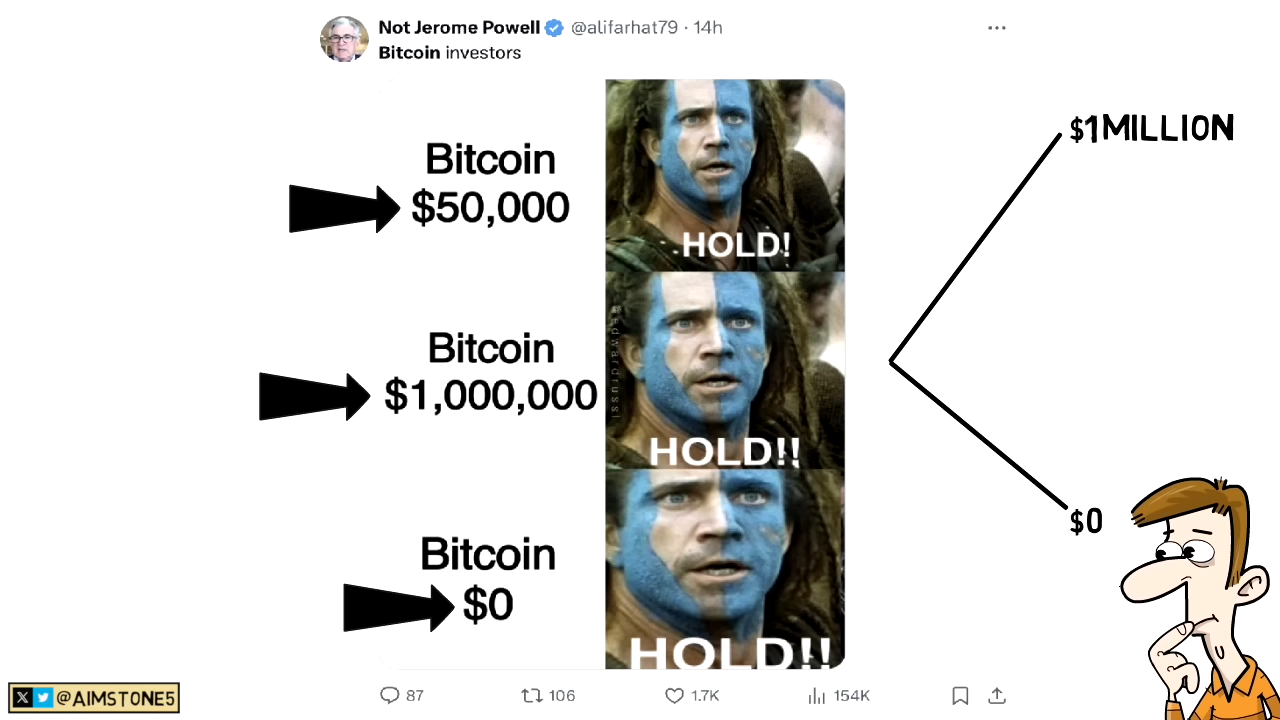 Not Jerome Powell @alifarhat79 · 14h
Bitcoin investors
Bitcoin
$50,000
HOLD!
Bitcoin
$1,000,000
HOLD!!
Bitcoin
$0
HOLD!!
$1MILLION
$0
87 106 1.7K 154K
X @AIMSTONE5